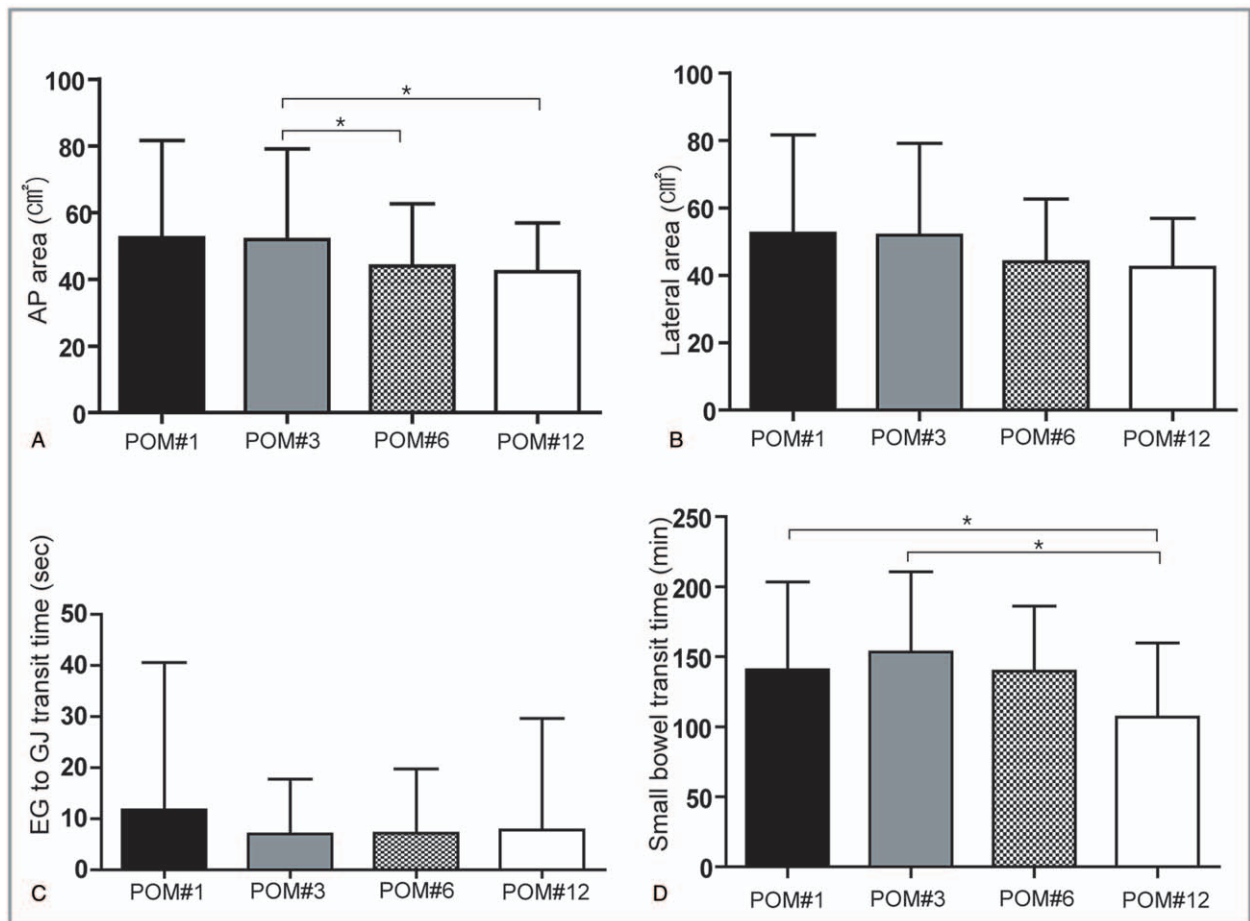 AP area (㎠)
100
80
60
40
20
0
*
*
POM#1 POM#3 POM#6 POM#12
A
Lateral area (㎠)
100
80
60
40
20
0
POM#1 POM#3 POM#6 POM#12
B
EG to GJ transit time (sec)
50
40
30
20
10
0
POM#1 POM#3 POM#6 POM#12
C
Small bowel transit time (min)
250
200
150
100
50
0
*
*
POM#1 POM#3 POM#6 POM#12
D